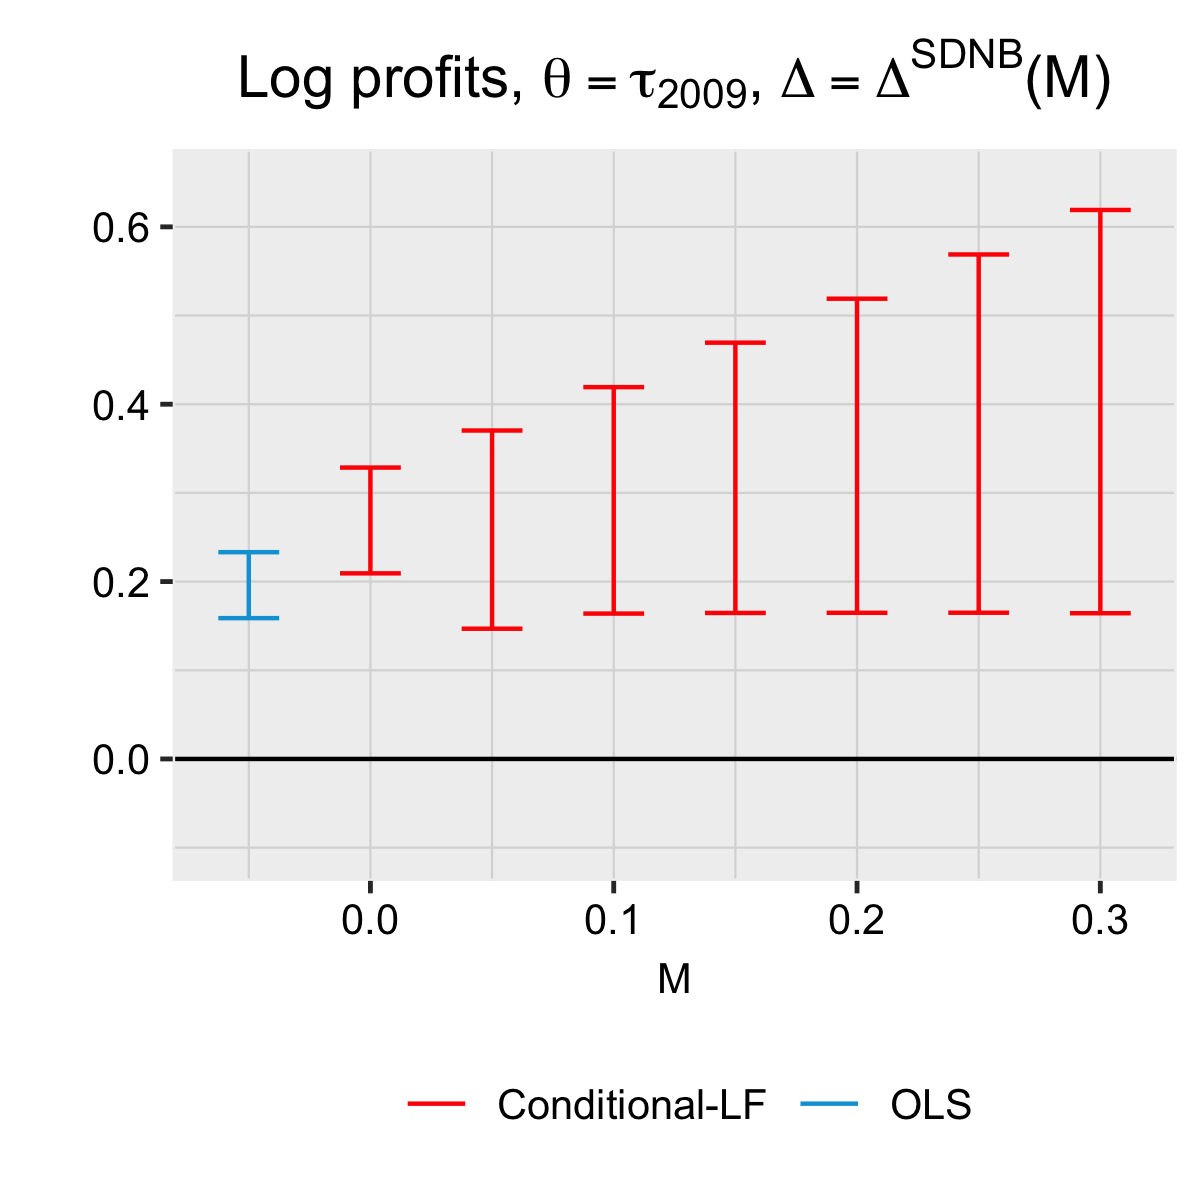 Log profits, θ = τ₂₀₀₉, Δ = Δ^SDNB(M)
0.6
0.4
0.2
0.0
0.0 0.1 0.2 0.3
M
Conditional-LF OLS